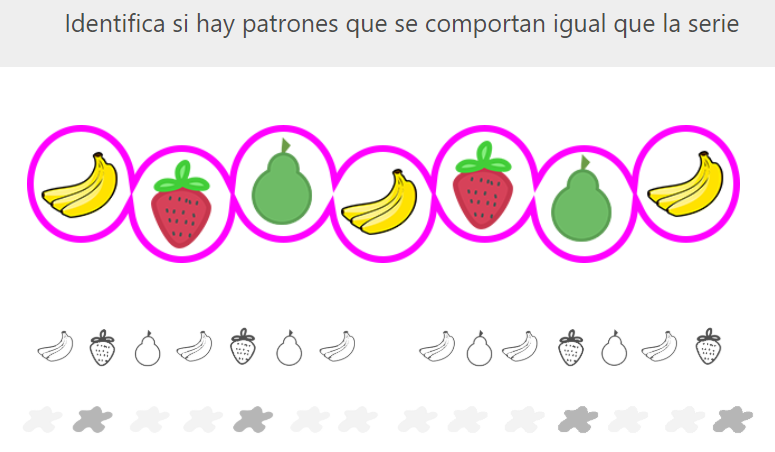 Identifica si hay patrones que se comportan igual que la serie